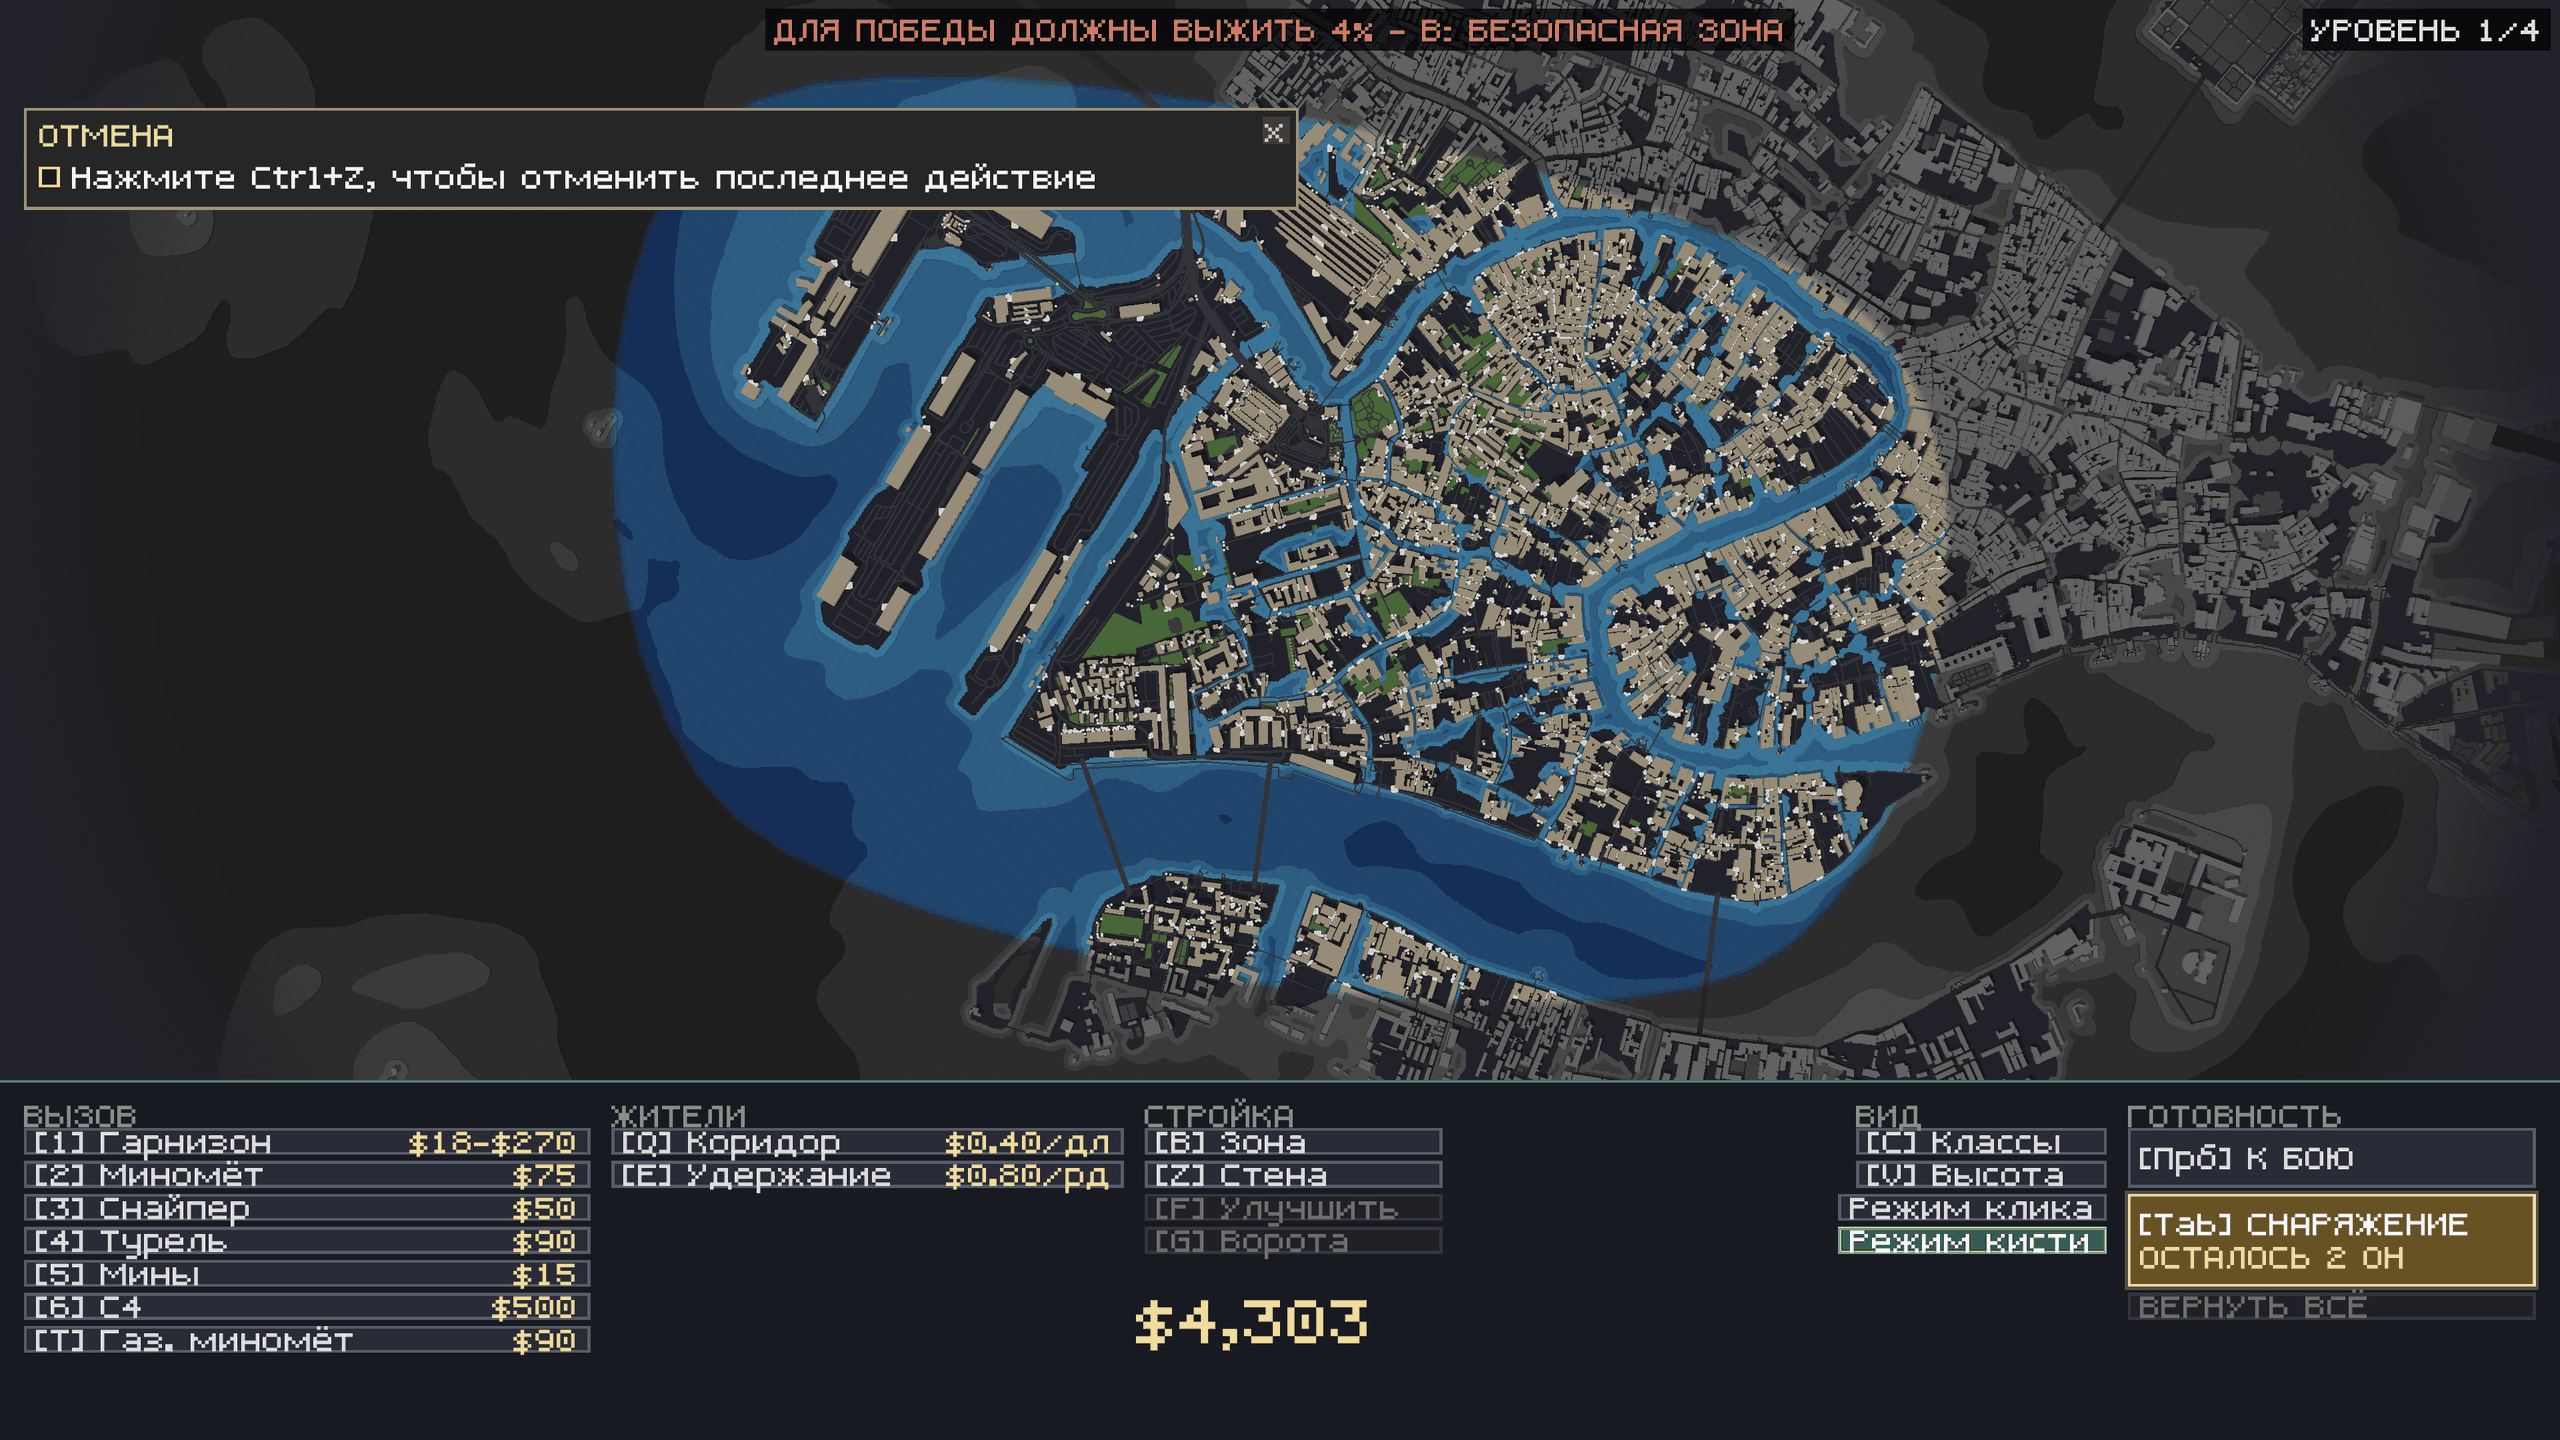 ДЛЯ ПОБЕДЫ ДОЛЖНЫ ВЫЖИТЬ 4% - B: БЕЗОПАСНАЯ ЗОНА
УРОВЕНЬ 1/4
ОТМЕНА
X
Нажмите Ctrl+Z, чтобы отменить последнее действие
ВЫЗОВ
[1] Гарнизон $18-$270
[2] Миномёт $75
[3] Снайпер $50
[4] Турель $90
[5] Мины $15
[6] C4 $500
[T] Газ. миномёт $90
ЖИТЕЛИ
[Q] Коридор $0.40/дл
[E] Удержание $0.80/рд
СТРОЙКА
[B] Зона
[Z] Стена
[F] Улучшить
[G] Ворота
$4,303
ВИД
[C] Классы
[V] Высота
Режим клика
Режим кисти
ГОТОВНОСТЬ
[Прб] К БОЮ
[Tab] СНАРЯЖЕНИЕ
ОСТАЛОСЬ 2 ОН
ВЕРНУТЬ ВСЁ